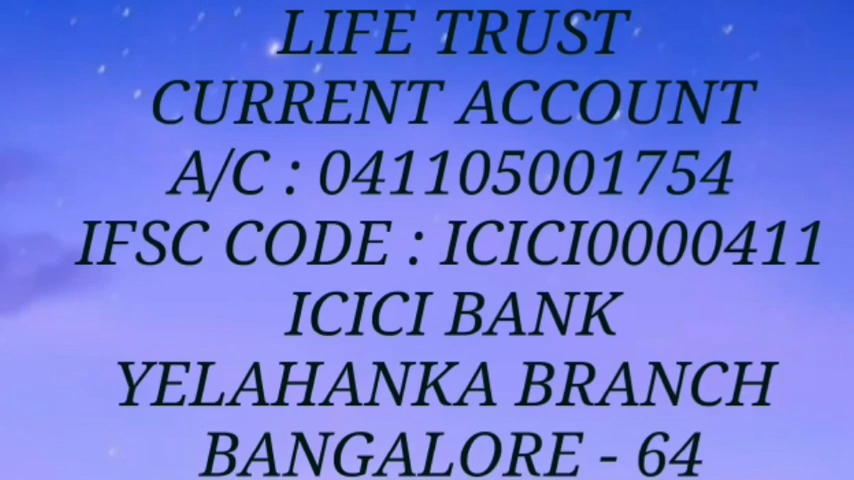 LIFE TRUST
CURRENT ACCOUNT
A/C : 041105001754
IFSC CODE : ICICI0000411
ICICI BANK
YELAHANKA BRANCH
BANGALORE - 64